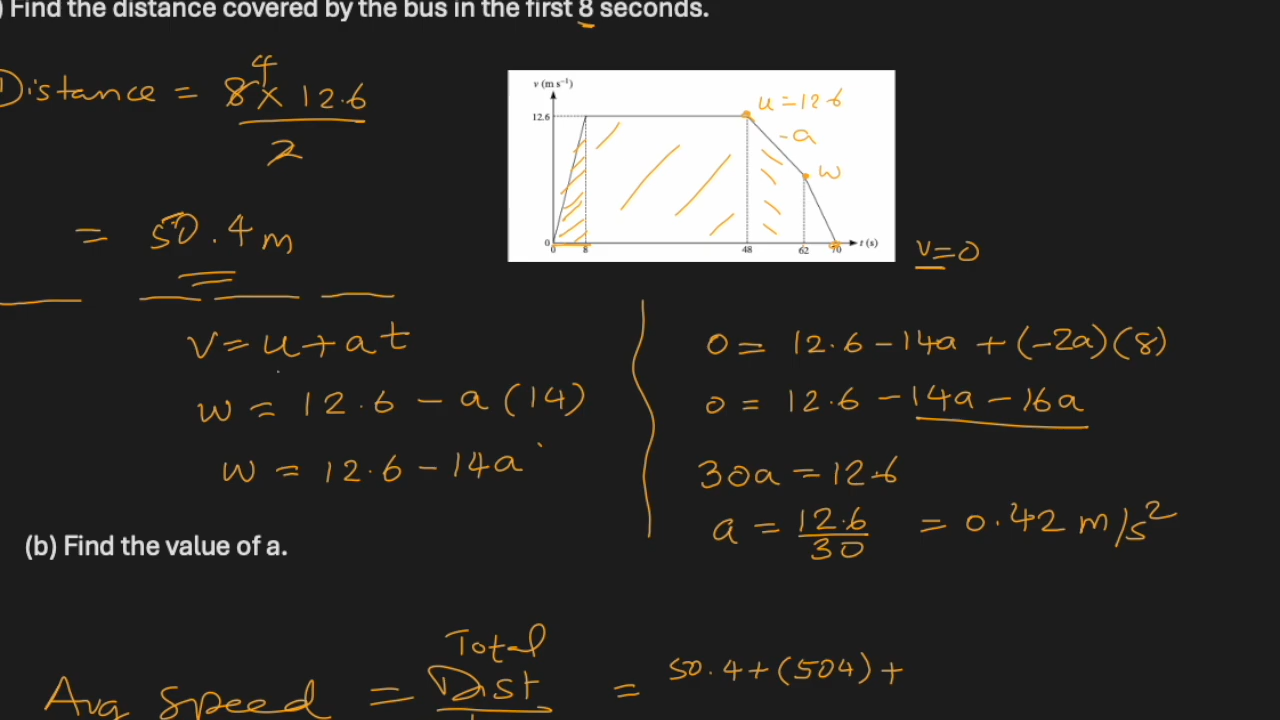 ) Find the distance covered by the bus in the first 8 seconds.
Distance = 8⁴ × 12.6
2
= 50.4 m
v (m s⁻¹)
12.6
0
0 8 48 62 70 t (s)
u = 12.6
-a
w
v=0
v = u + at
w = 12.6 - a (14)
w = 12.6 - 14a
0 = 12.6 - 14a + (-2a)(8)
0 = 12.6 - 14a - 16a
30a = 12.6
a = 12.6 / 30 = 0.42 m/s²
(b) Find the value of a.
Total
Avg speed = Dist = 50.4 + (504) +